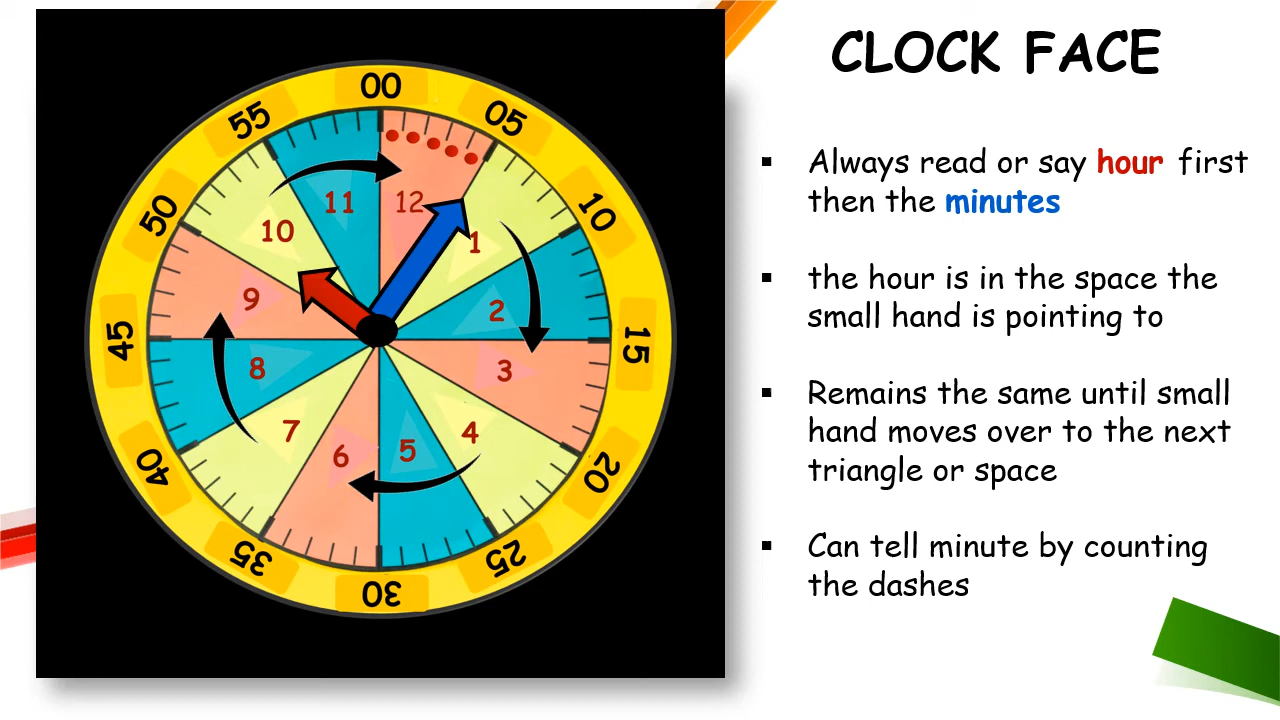 CLOCK FACE
00
05
10
15
20
25
30
35
40
45
50
55
12
1
2
3
4
5
6
7
8
9
10
11
▪ Always read or say hour first
then the minutes
▪ the hour is in the space the
small hand is pointing to
▪ Remains the same until small
hand moves over to the next
triangle or space
▪ Can tell minute by counting
the dashes